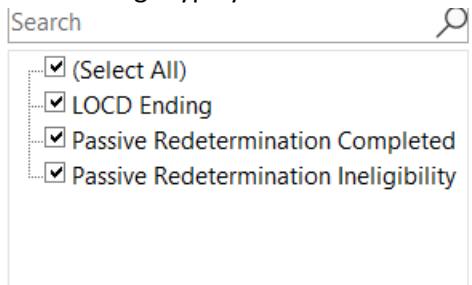 Search
(Select All)
LOCD Ending
Passive Redetermination Completed
Passive Redetermination Ineligibility